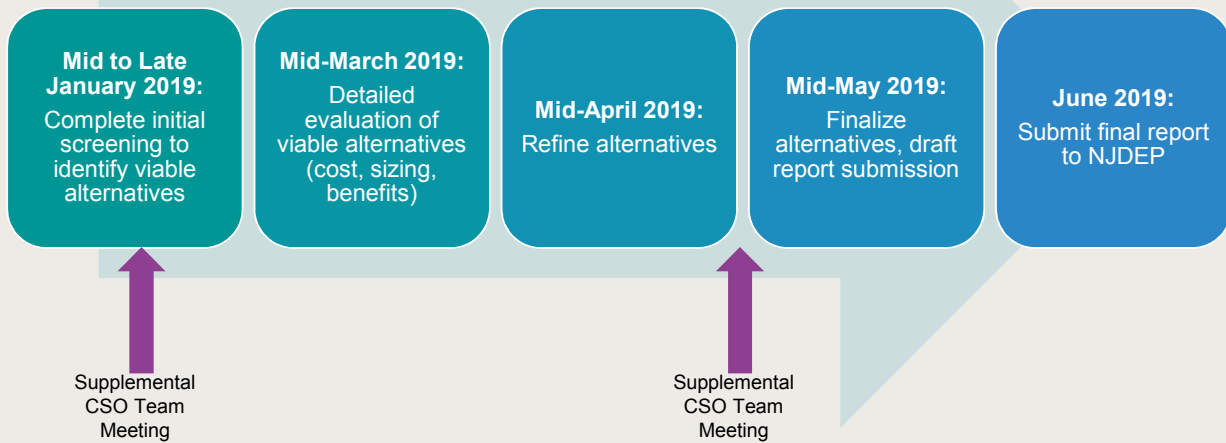 Mid to Late
January 2019:
Complete initial
screening to
identify viable
alternatives
Mid-March 2019:
Detailed
evaluation of
viable alternatives
(cost, sizing,
benefits)
Mid-April 2019:
Refine alternatives
Mid-May 2019:
Finalize
alternatives, draft
report submission
June 2019:
Submit final report
to NJDEP
Supplemental
CSO Team
Meeting
Supplemental
CSO Team
Meeting